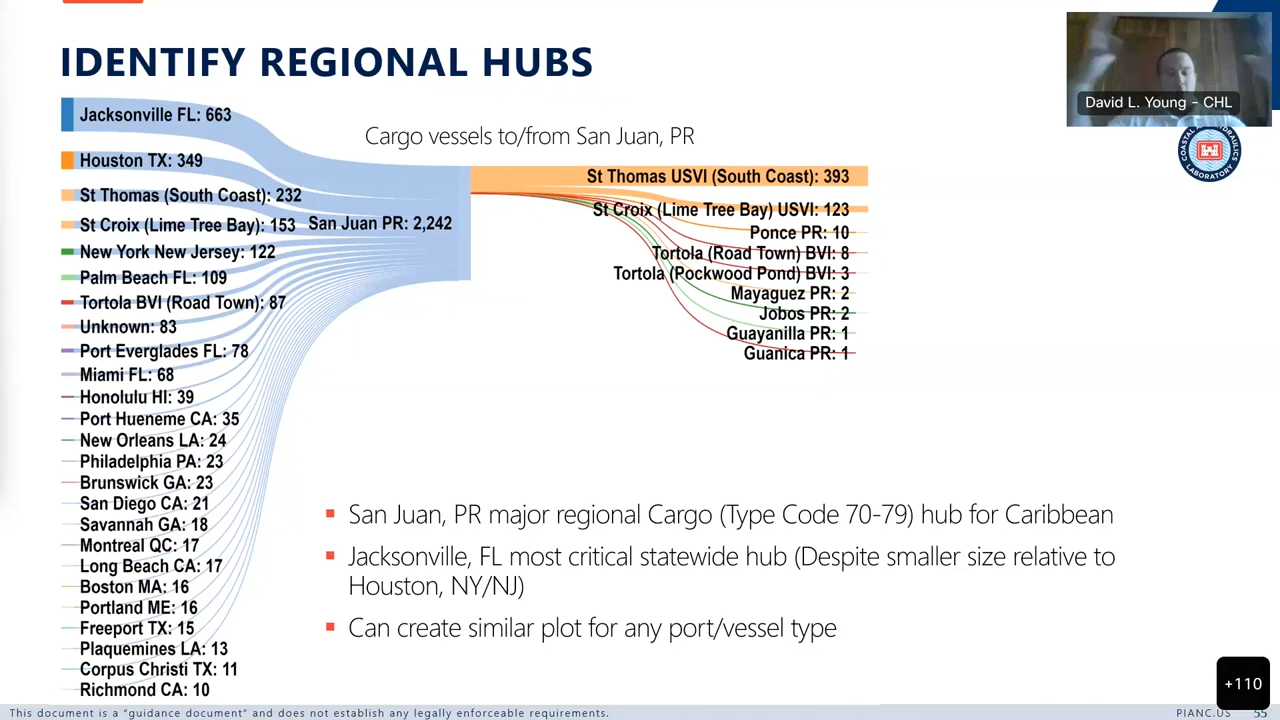 IDENTIFY REGIONAL HUBS
David L. Young - CHL
COASTAL AND HYDRAULICS
LABORATORY
Cargo vessels to/from San Juan, PR
Jacksonville FL: 663
Houston TX: 349
St Thomas (South Coast): 232
St Croix (Lime Tree Bay): 153
New York New Jersey: 122
Palm Beach FL: 109
Tortola BVI (Road Town): 87
Unknown: 83
Port Everglades FL: 78
Miami FL: 68
Honolulu HI: 39
Port Hueneme CA: 35
New Orleans LA: 24
Philadelphia PA: 23
Brunswick GA: 23
San Diego CA: 21
Savannah GA: 18
Montreal QC: 17
Long Beach CA: 17
Boston MA: 16
Portland ME: 16
Freeport TX: 15
Plaquemines LA: 13
Corpus Christi TX: 11
Richmond CA: 10
San Juan PR: 2,242
St Thomas USVI (South Coast): 393
St Croix (Lime Tree Bay) USVI: 123
Ponce PR: 10
Tortola (Road Town) BVI: 8
Tortola (Pockwood Pond) BVI: 3
Mayaguez PR: 2
Jobos PR: 2
Guayanilla PR: 1
Guanica PR: 1
San Juan, PR major regional Cargo (Type Code 70-79) hub for Caribbean
Jacksonville, FL most critical statewide hub (Despite smaller size relative to
Houston, NY/NJ)
Can create similar plot for any port/vessel type
+110
This document is a "guidance document" and does not establish any legally enforceable requirements.
PIANC.US 55